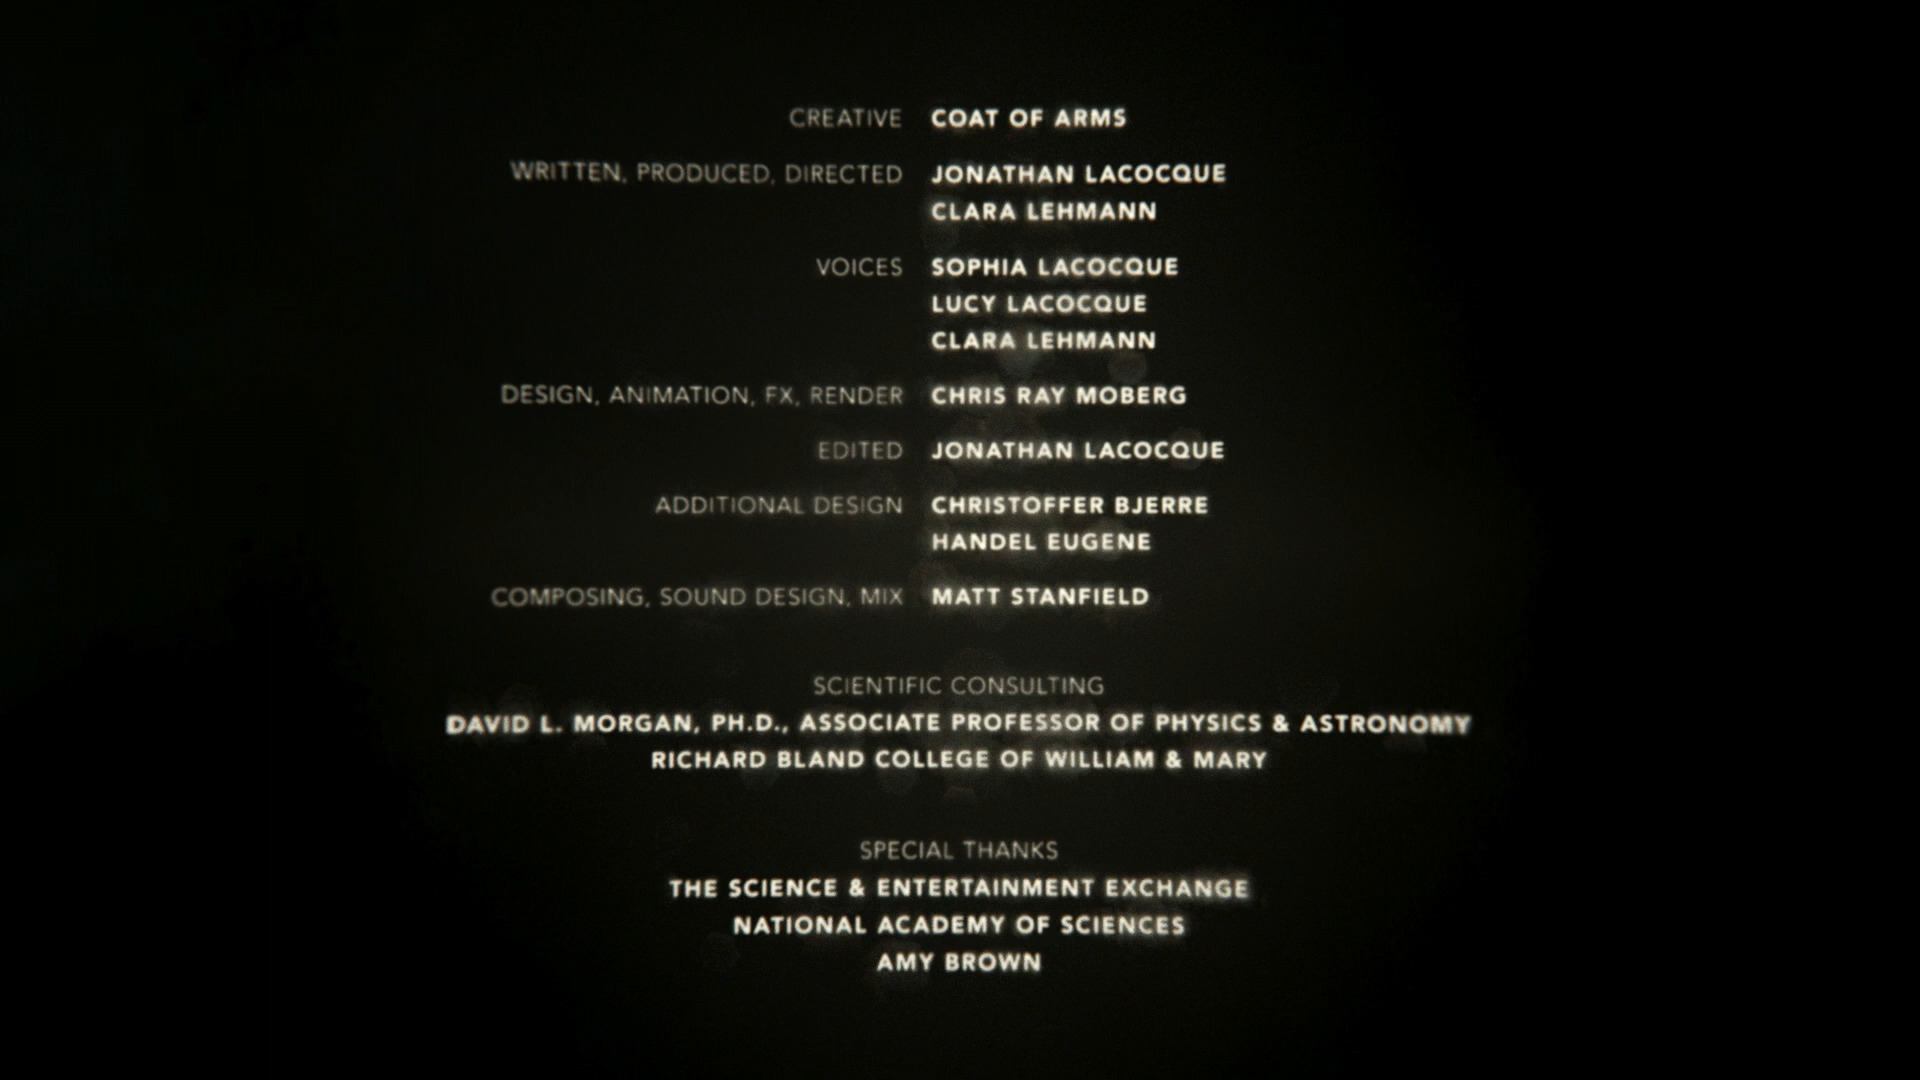 CREATIVE COAT OF ARMS
WRITTEN, PRODUCED, DIRECTED JONATHAN LACOCQUE
CLARA LEHMANN
VOICES SOPHIA LACOCQUE
LUCY LACOCQUE
CLARA LEHMANN
DESIGN, ANIMATION, FX, RENDER CHRIS RAY MOBERG
EDITED JONATHAN LACOCQUE
ADDITIONAL DESIGN CHRISTOFFER BJERRE
HANDEL EUGENE
COMPOSING, SOUND DESIGN, MIX MATT STANFIELD
SCIENTIFIC CONSULTING
DAVID L. MORGAN, PH.D., ASSOCIATE PROFESSOR OF PHYSICS & ASTRONOMY
RICHARD BLAND COLLEGE OF WILLIAM & MARY
SPECIAL THANKS
THE SCIENCE & ENTERTAINMENT EXCHANGE
NATIONAL ACADEMY OF SCIENCES
AMY BROWN